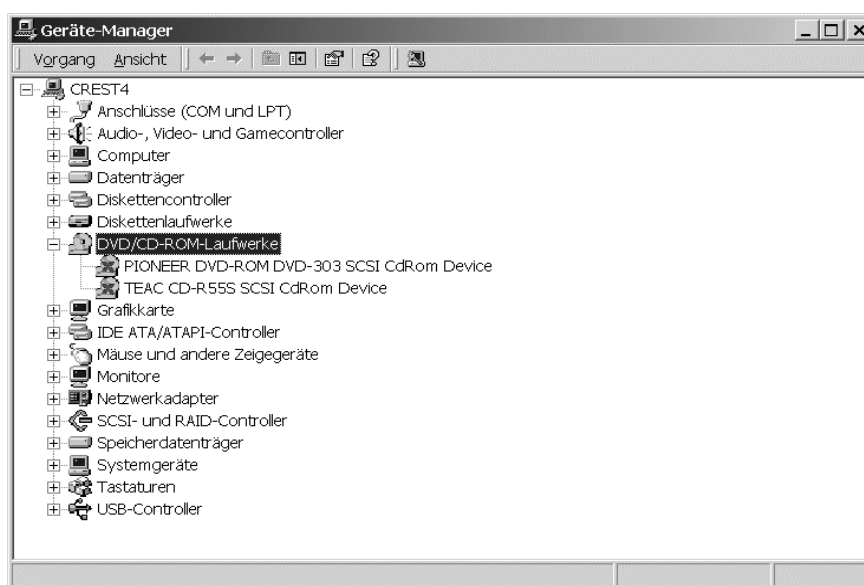 Geräte-Manager
Vorgang Ansicht
CREST4
Anschlüsse (COM und LPT)
Audio-, Video- und Gamecontroller
Computer
Datenträger
Diskettencontroller
Diskettenlaufwerke
DVD/CD-ROM-Laufwerke
PIONEER DVD-ROM DVD-303 SCSI CdRom Device
TEAC CD-R55S SCSI CdRom Device
Grafikkarte
IDE ATA/ATAPI-Controller
Mäuse und andere Zeigegeräte
Monitore
Netzwerkadapter
SCSI- und RAID-Controller
Speicherdatenträger
Systemgeräte
Tastaturen
USB-Controller